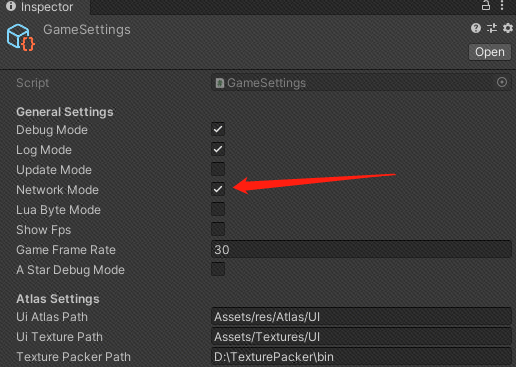 Inspector
GameSettings
Open
Script GameSettings
General Settings
Debug Mode
Log Mode
Update Mode
Network Mode
Lua Byte Mode
Show Fps
Game Frame Rate 30
A Star Debug Mode
Atlas Settings
Ui Atlas Path Assets/res/Atlas/UI
Ui Texture Path Assets/Textures/UI
Texture Packer Path D:\TexturePacker\bin